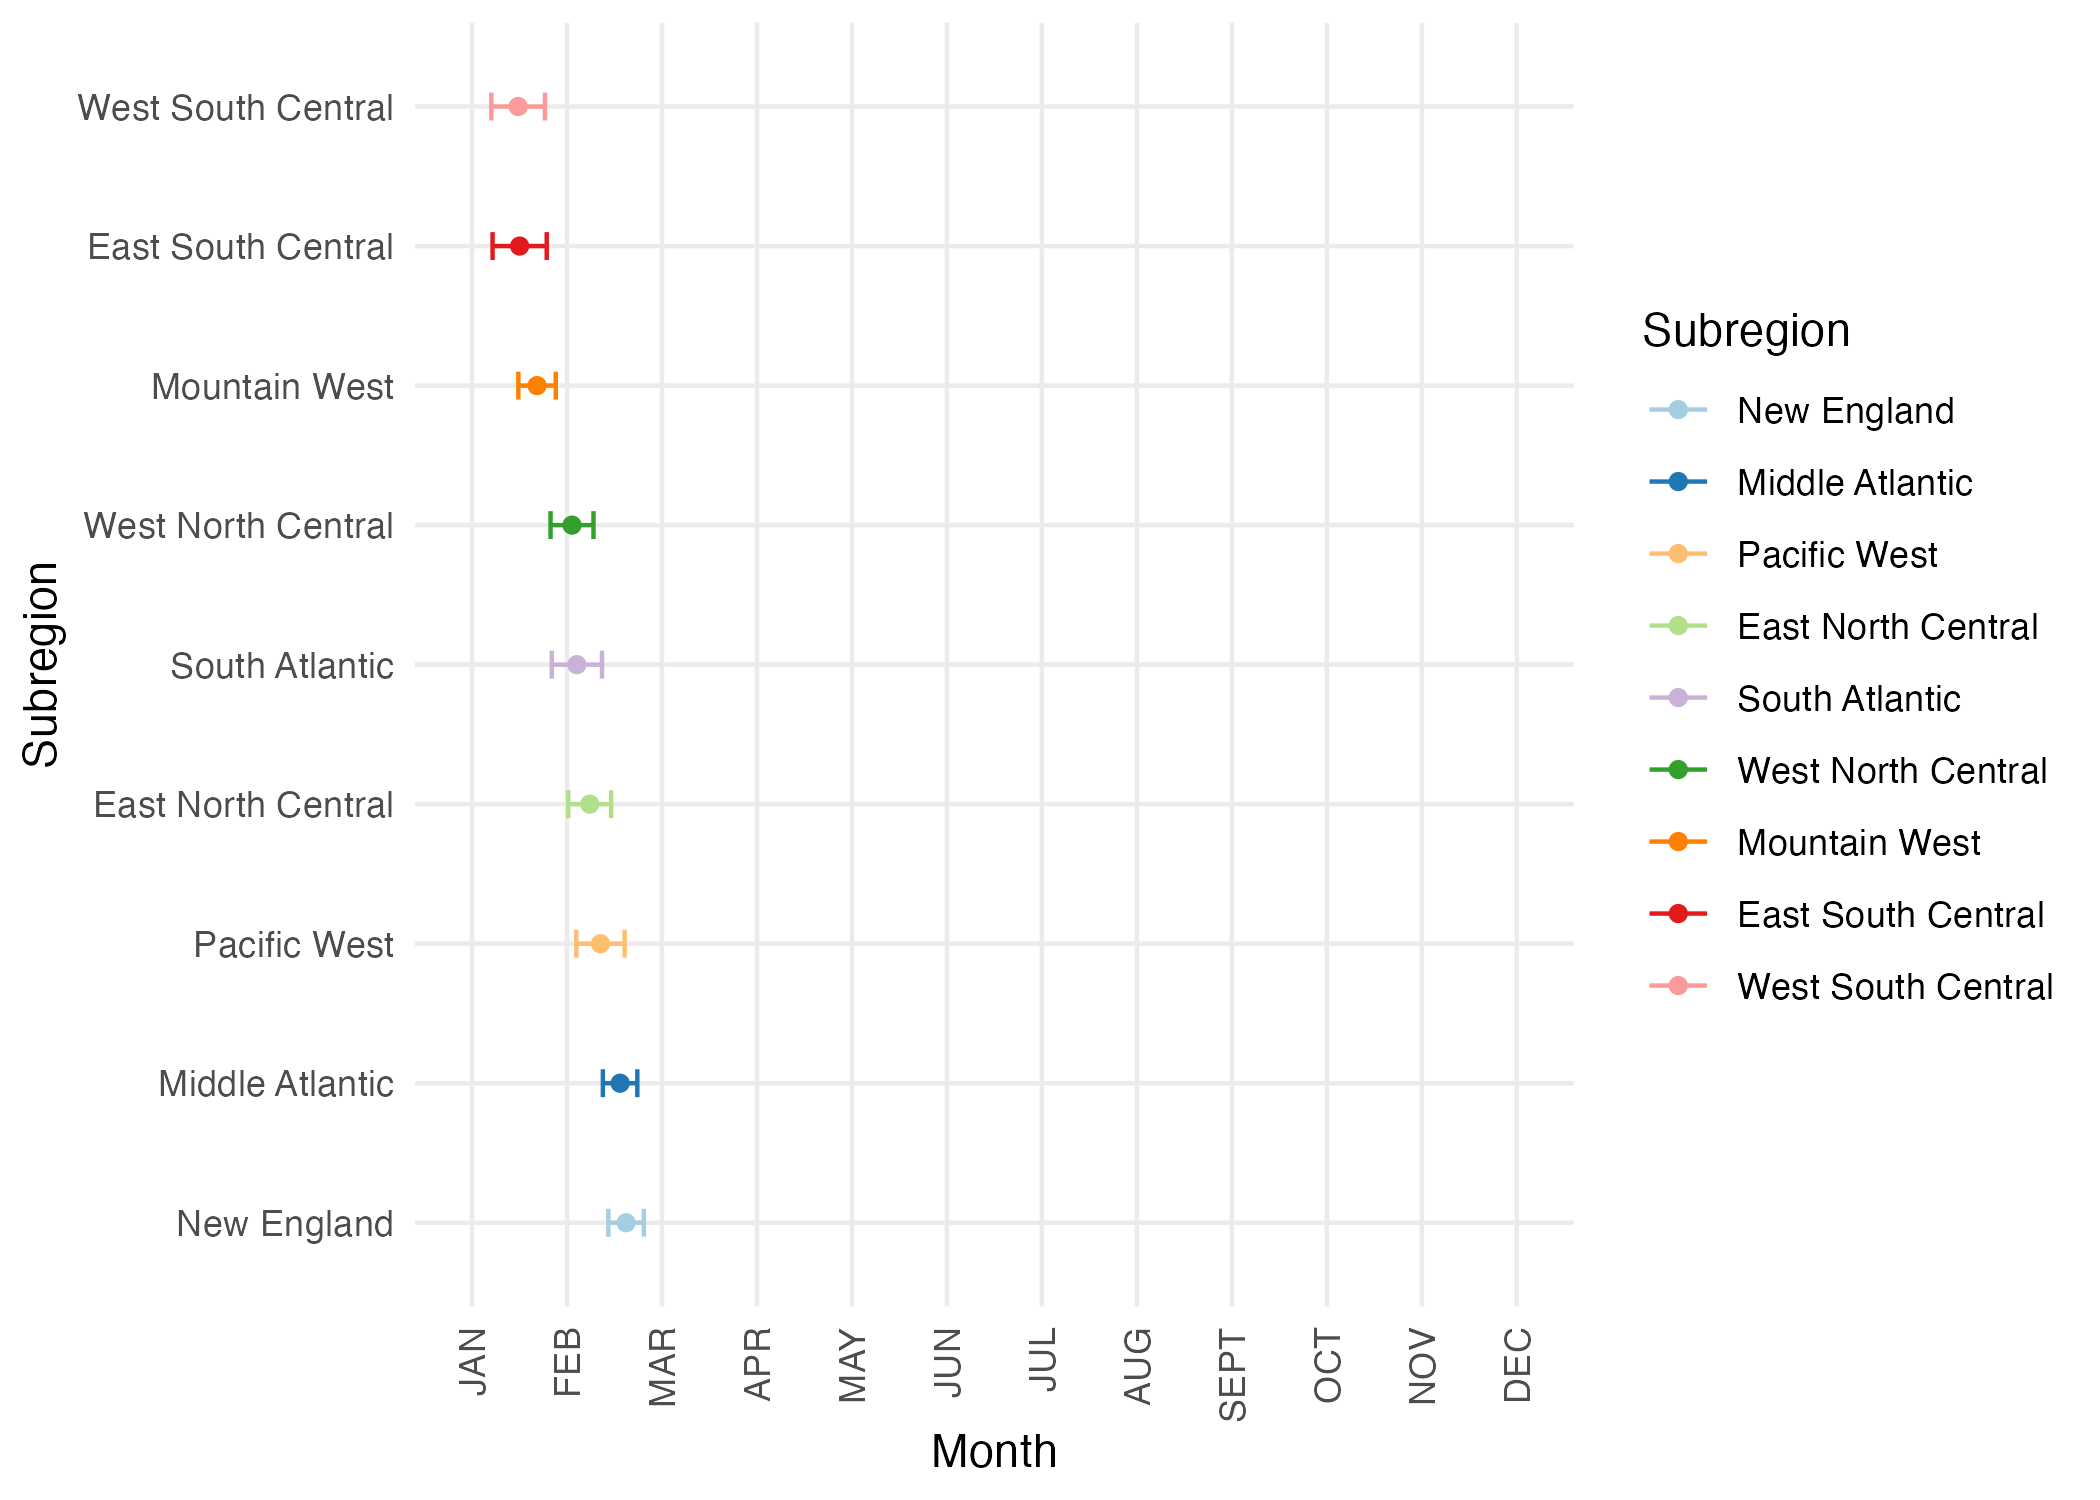 West South Central
East South Central
Mountain West
West North Central
South Atlantic
East North Central
Pacific West
Middle Atlantic
New England
Subregion
JAN
FEB
MAR
APR
MAY
JUN
JUL
AUG
SEPT
OCT
NOV
DEC
Month
Subregion
New England
Middle Atlantic
Pacific West
East North Central
South Atlantic
West North Central
Mountain West
East South Central
West South Central